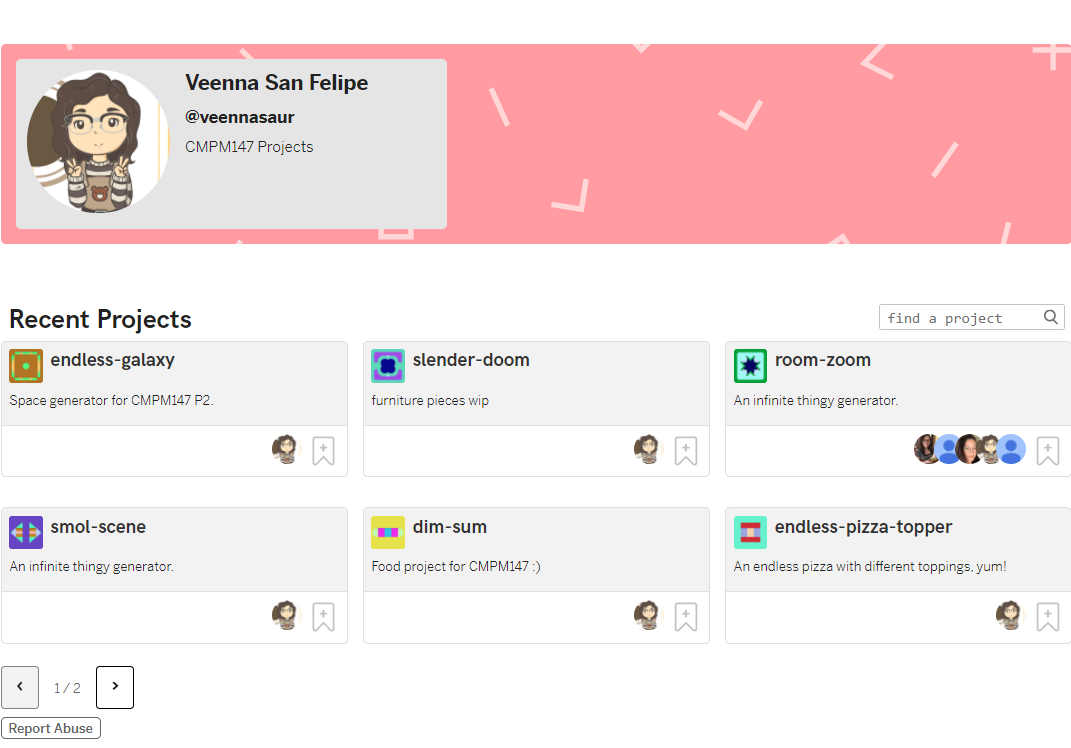 Veenna San Felipe
@veennasaur
CMPM147 Projects
Recent Projects
find a project
endless-galaxy
Space generator for CMPM147 P2.
slender-doom
furniture pieces wip
room-zoom
An infinite thingy generator.
smol-scene
An infinite thingy generator.
dim-sum
Food project for CMPM147 :)
endless-pizza-topper
An endless pizza with different toppings, yum!
1 / 2
Report Abuse